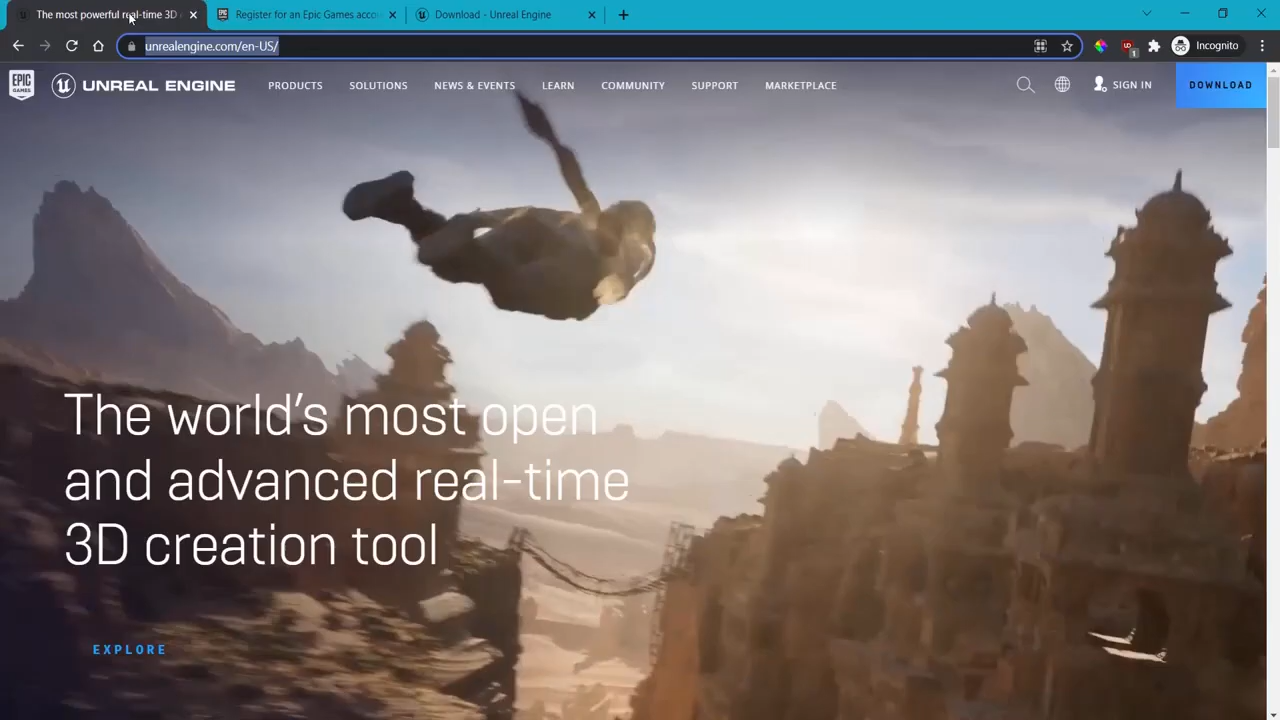 The most powerful real-time 3D
Register for an Epic Games acco
Download - Unreal Engine
unrealengine.com/en-US/
UD
1
Incognito
EPIC
GAMES
UNREAL ENGINE
PRODUCTS
SOLUTIONS
NEWS & EVENTS
LEARN
COMMUNITY
SUPPORT
MARKETPLACE
SIGN IN
DOWNLOAD
The world's most open
and advanced real-time
3D creation tool
EXPLORE